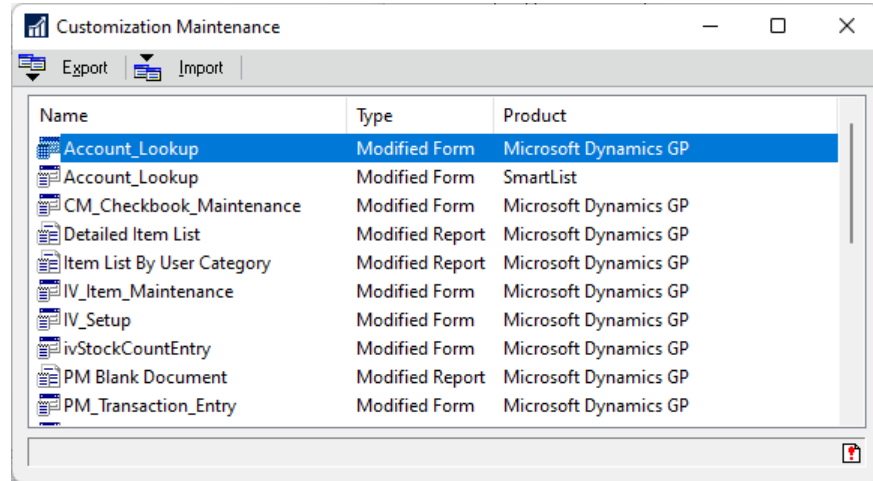 Customization Maintenance
Export Import
Name Type Product
Account_Lookup Modified Form Microsoft Dynamics GP
Account_Lookup Modified Form SmartList
CM_Checkbook_Maintenance Modified Form Microsoft Dynamics GP
Detailed Item List Modified Report Microsoft Dynamics GP
Item List By User Category Modified Report Microsoft Dynamics GP
IV_Item_Maintenance Modified Form Microsoft Dynamics GP
IV_Setup Modified Form Microsoft Dynamics GP
ivStockCountEntry Modified Form Microsoft Dynamics GP
PM Blank Document Modified Report Microsoft Dynamics GP
PM_Transaction_Entry Modified Form Microsoft Dynamics GP